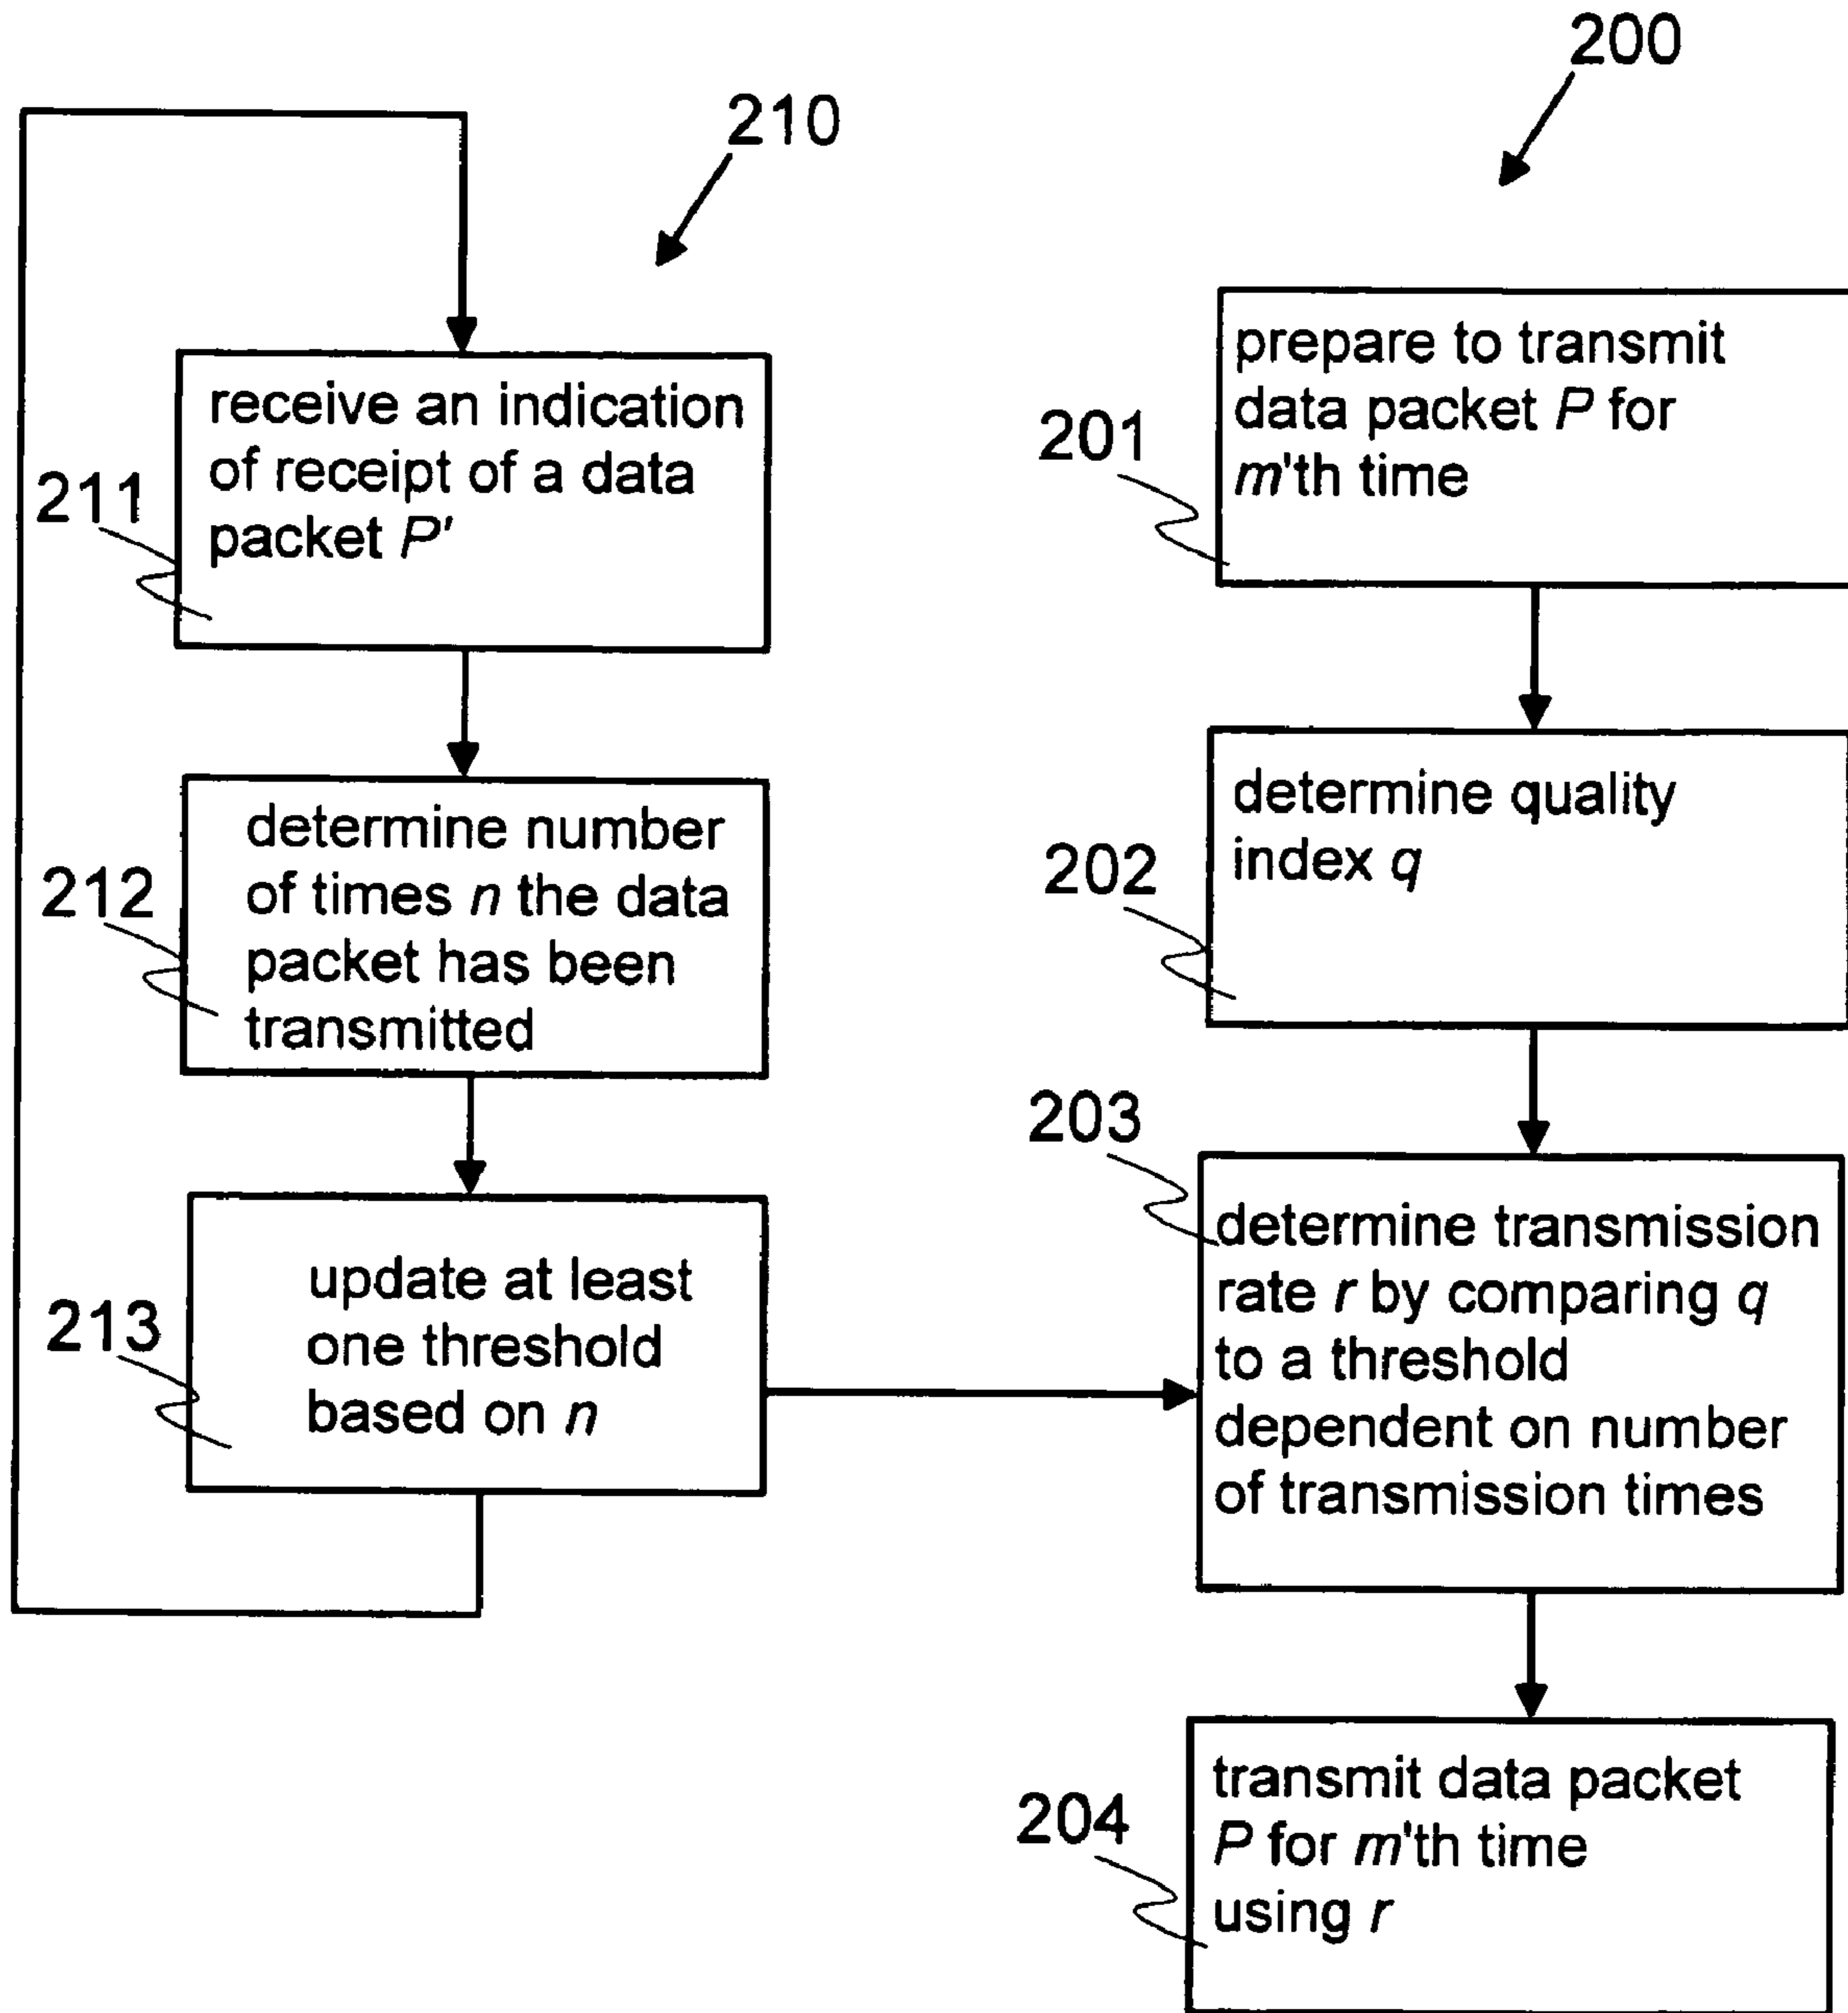 210
211
receive an indication
of receipt of a data
packet P'
212
determine number
of times n the data
packet has been
transmitted
213
update at least
one threshold
based on n
200
201
prepare to transmit
data packet P for
m'th time
202
determine quality
index q
203
determine transmission
rate r by comparing q
to a threshold
dependent on number
of transmission times
204
transmit data packet
P for m'th time
using r